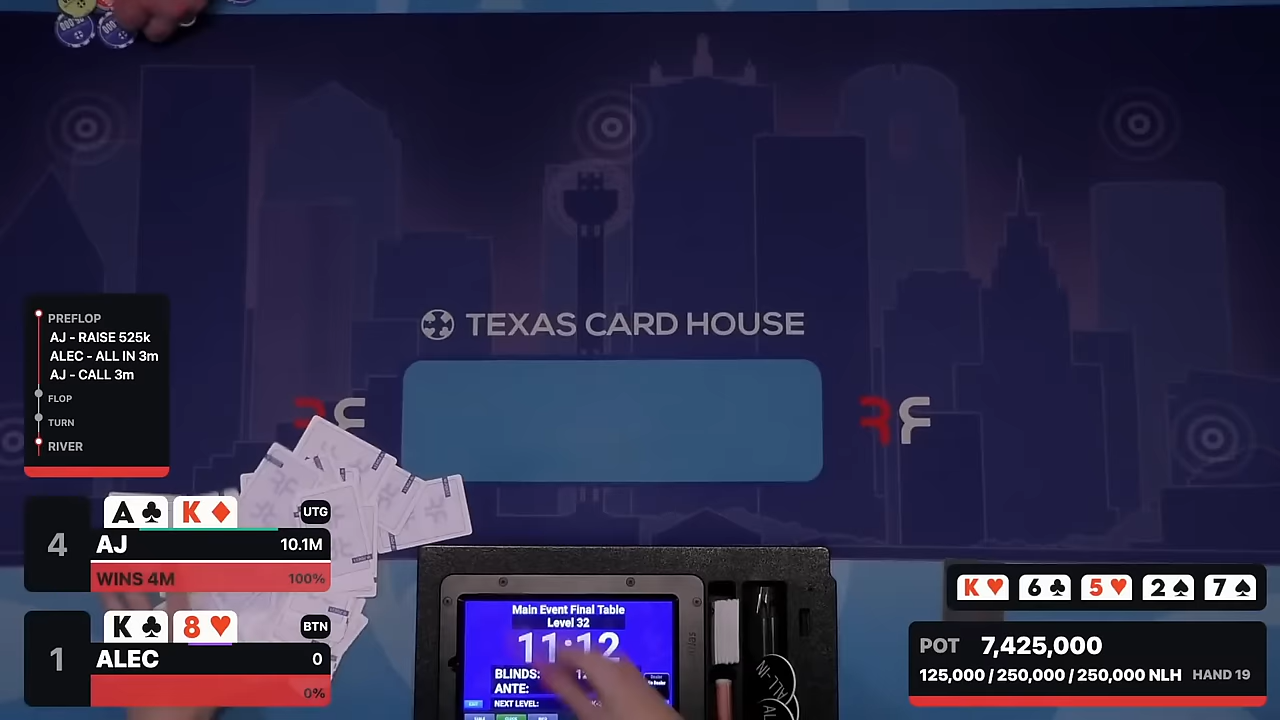 TEXAS CARD HOUSE
PREFLOP
AJ - RAISE 525k
ALEC - ALL IN 3m
AJ - CALL 3m
FLOP
TURN
RIVER
4
A♣ K♦
UTG
AJ
10.1M
WINS 4M
100%
1
K♣ 8♥
BTN
ALEC
0
0%
Main Event Final Table
Level 32
11:12
BLINDS:
ANTE:
NEXT LEVEL:
ALL-IN
K♥ 6♣ 5♥ 2♠ 7♠
POT 7,425,000
125,000 / 250,000 / 250,000 NLH HAND 19